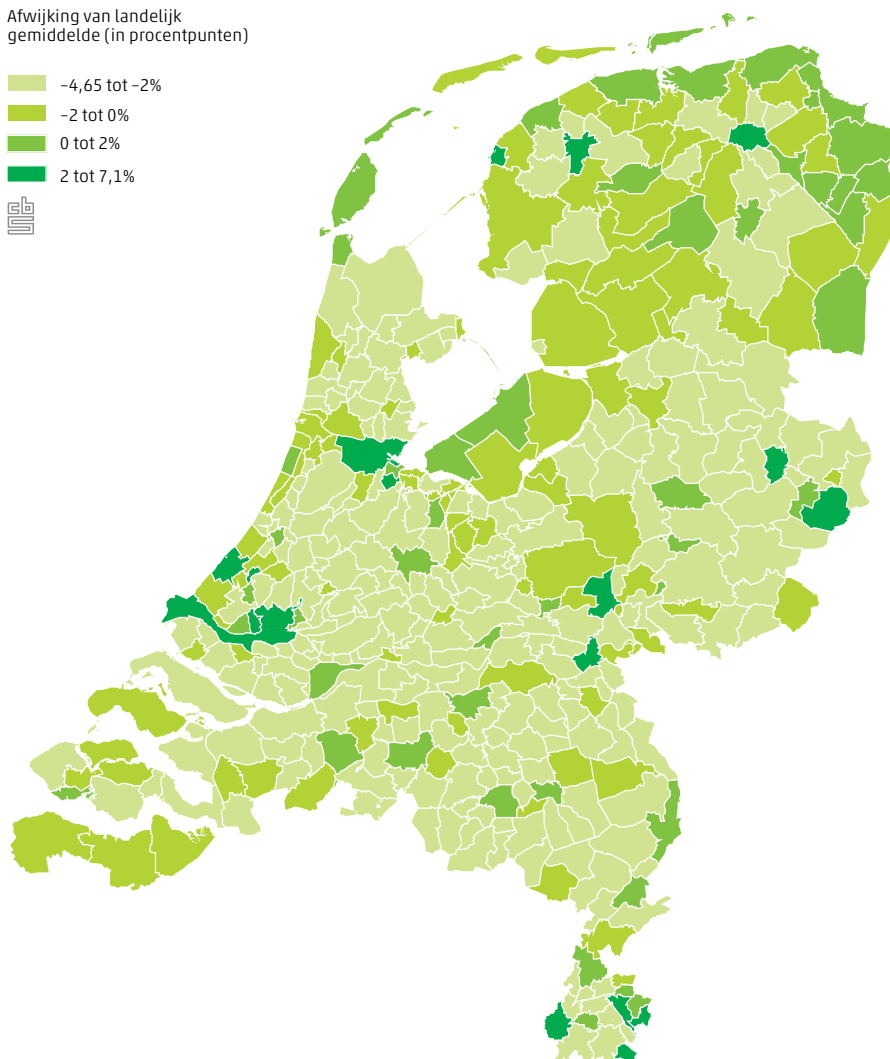 Afwijking van landelijk
gemiddelde (in procentpunten)
−4,65 tot −2%
−2 tot 0%
0 tot 2%
2 tot 7,1%
cbs